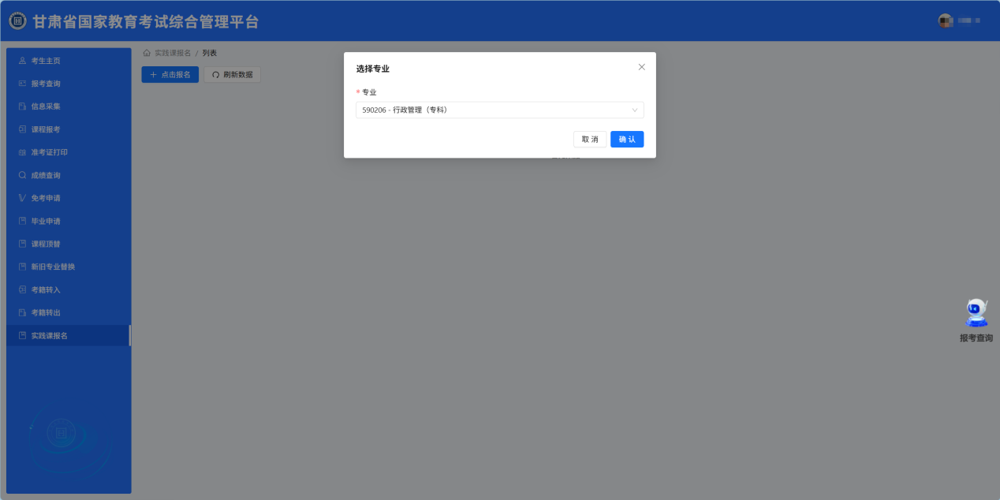 甘肃省国家教育考试综合管理平台
考生主页
报考查询
信息采集
课程报考
准考证打印
成绩查询
免考申请
毕业申请
课程顶替
新旧专业替换
考籍转入
考籍转出
实践课报名
实践课报名 / 列表
点击报名 刷新数据
选择专业
* 专业
590206 - 行政管理（专科）
取 消 确 认
报考查询